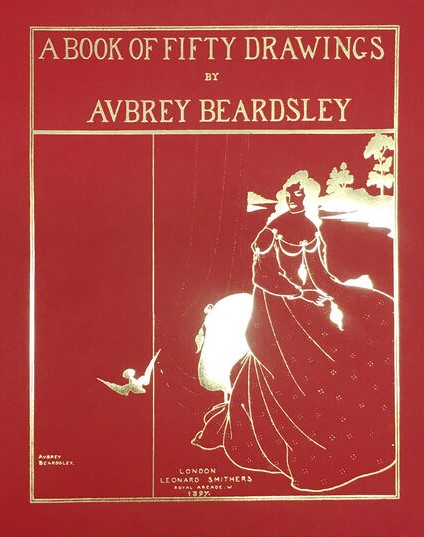 A BOOK OF FIFTY DRAWINGS
BY
AVBREY BEARDSLEY
AVBREY
BEARDSLEY.
LONDON
LEONARD SMITHERS
ROYAL ARCADE. W
1897.